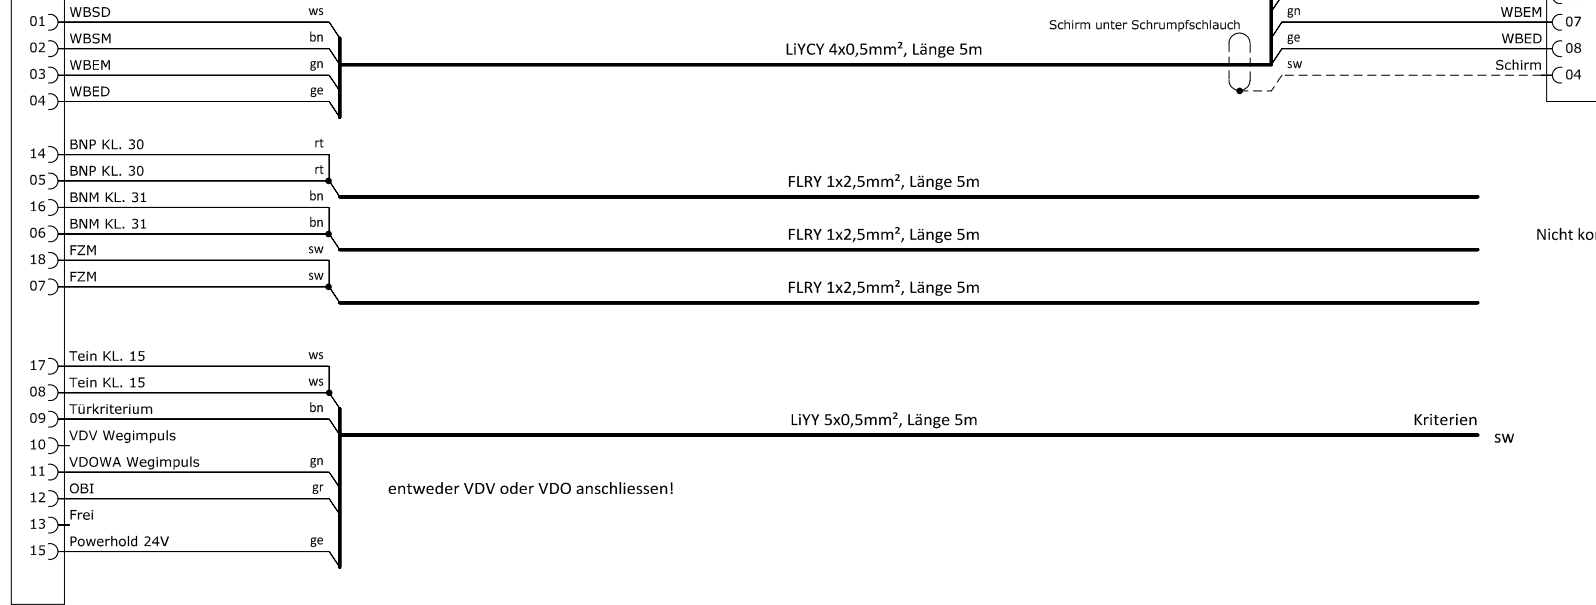 01 WBSD ws
02 WBSM bn
03 WBEM gn
04 WBED ge
LiYCY 4x0,5mm², Länge 5m
Schirm unter Schrumpfschlauch
gn WBEM 07
ge WBED 08
sw Schirm 04
14 BNP KL. 30 rt
05 BNP KL. 30 rt
FLRY 1x2,5mm², Länge 5m
16 BNM KL. 31 bn
06 BNM KL. 31 bn
FLRY 1x2,5mm², Länge 5m
18 FZM sw
07 FZM sw
FLRY 1x2,5mm², Länge 5m
Nicht
17 Tein KL. 15 ws
08 Tein KL. 15 ws
09 Türkriterium bn
10 VDV Wegimpuls
11 VDOWA Wegimpuls gn
12 OBI gr
13 Frei
15 Powerhold 24V ge
LiYY 5x0,5mm², Länge 5m
Kriterien
sw
entweder VDV oder VDO anschliessen!